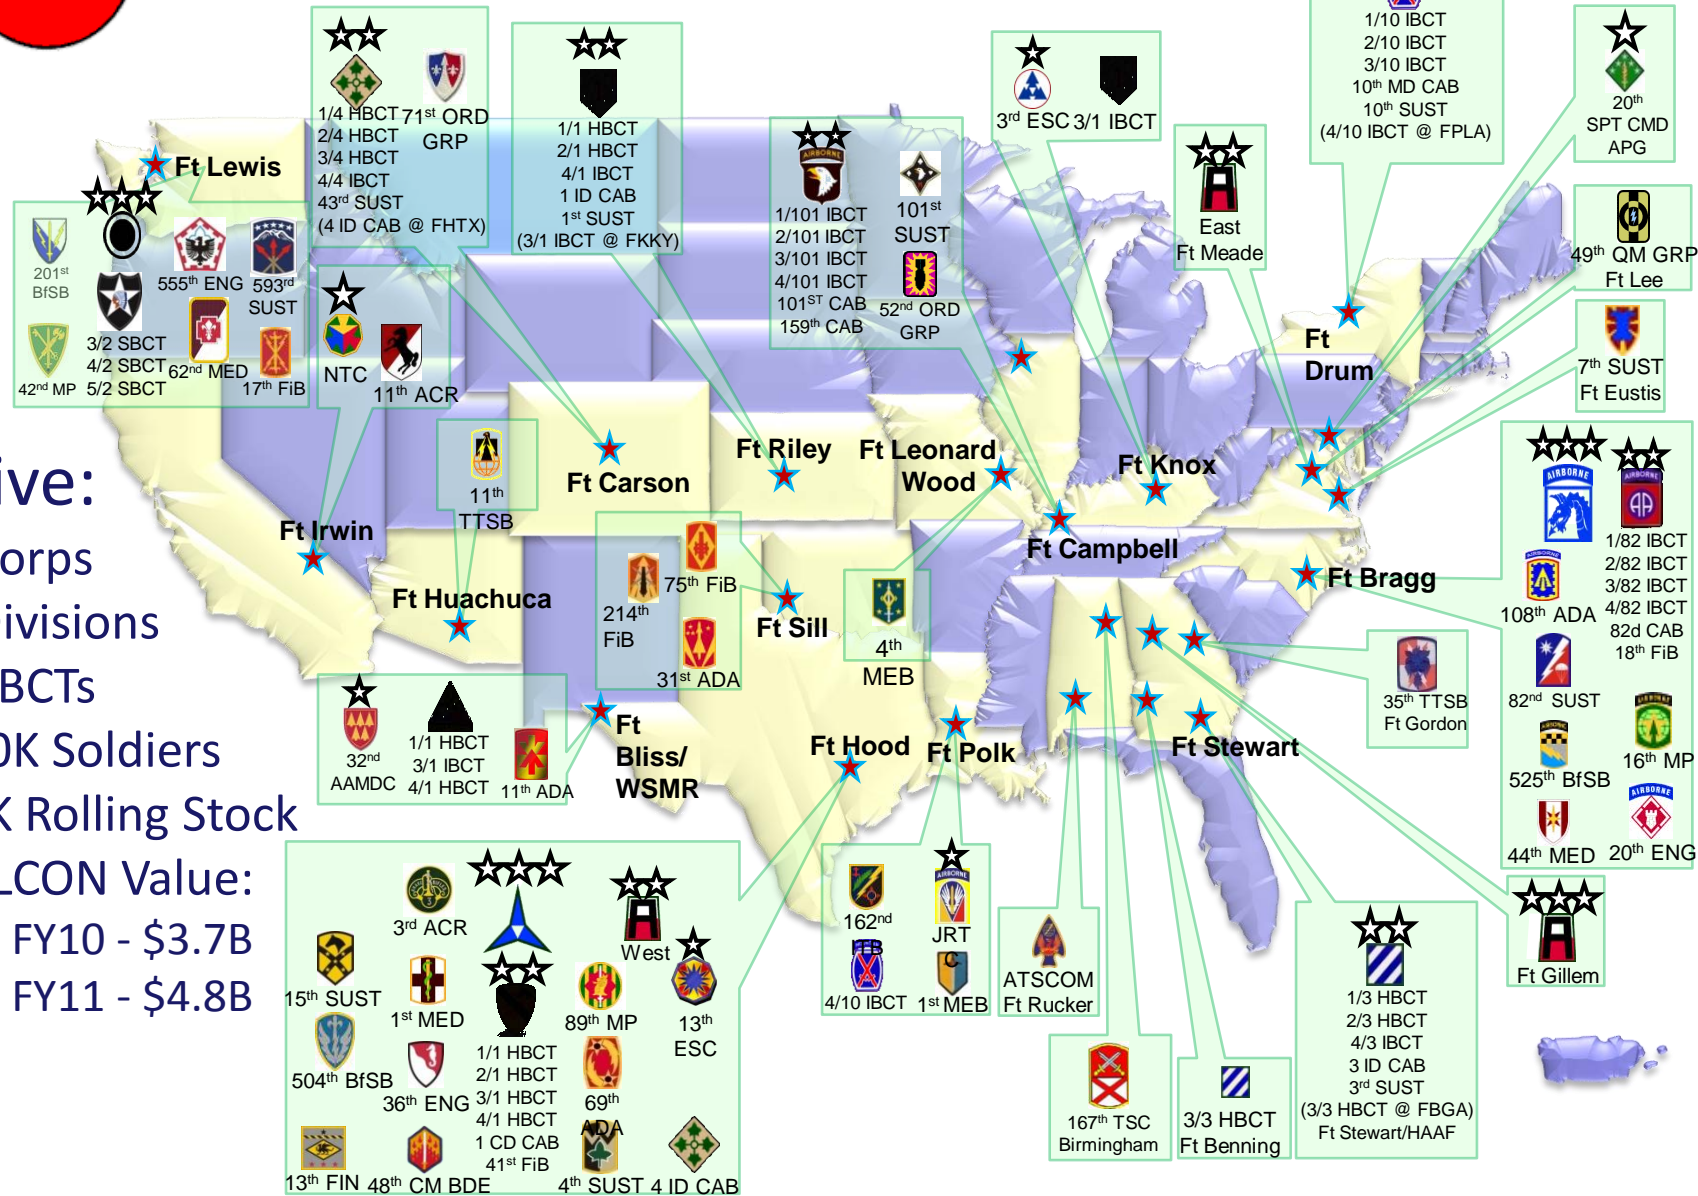 1/4 HBCT
2/4 HBCT
3/4 HBCT
4/4 IBCT
43rd SUST
(4 ID CAB @ FHTX)
71st ORD
GRP
1/1 HBCT
2/1 HBCT
4/1 IBCT
1 ID CAB
1st SUST
(3/1 IBCT @ FKKY)
AIRBORNE
1/101 IBCT
2/101 IBCT
3/101 IBCT
4/101 IBCT
101ST CAB
159th CAB
101st
SUST
52nd ORD
GRP
3rd ESC
3/1 IBCT
East
Ft Meade
1/10 IBCT
2/10 IBCT
3/10 IBCT
10th MD CAB
10th SUST
(4/10 IBCT @ FPLA)
20th
SPT CMD
APG
49th QM GRP
Ft Lee
7th SUST
Ft Eustis
Ft Lewis
201st
BfSB
555th ENG
593rd
SUST
42nd MP
3/2 SBCT
4/2 SBCT
5/2 SBCT
62nd MED
17th FiB
NTC
11th ACR
11th
TTSB
Ft Carson
Ft Riley
Ft Leonard
Wood
Ft Knox
Ft
Drum
Ft Irwin
Ft Huachuca
Ft Campbell
Ft Bragg
214th
FiB
75th FiB
31st ADA
Ft Sill
4th
MEB
AIRBORNE
AIRBORNE
AA
1/82 IBCT
2/82 IBCT
3/82 IBCT
4/82 IBCT
82d CAB
18th FiB
AIRBORNE
108th ADA
82nd SUST
525th BfSB
16th MP
AIRBORNE
44th MED
20th ENG
35th TTSB
Ft Gordon
32nd
AAMDC
1/1 HBCT
3/1 IBCT
4/1 HBCT
11th ADA
Ft
Bliss/
WSMR
Ft Hood
Ft Polk
Ft Stewart
ive:
orps
ivisions
BCTs
0K Soldiers
K Rolling Stock
LCON Value:
FY10 - $3.7B
FY11 - $4.8B
3rd ACR
West
15th SUST
1st MED
89th MP
13th
ESC
504th BfSB
36th ENG
1/1 HBCT
2/1 HBCT
3/1 HBCT
4/1 HBCT
1 CD CAB
41st FiB
69th
ADA
13th FIN
48th CM BDE
4th SUST
4 ID CAB
162nd
TB
AIRBORNE
JRT
C
4/10 IBCT
1st MEB
ATSCOM
Ft Rucker
167th TSC
Birmingham
3/3 HBCT
Ft Benning
1/3 HBCT
2/3 HBCT
4/3 IBCT
3 ID CAB
3rd SUST
(3/3 HBCT @ FBGA)
Ft Stewart/HAAF
Ft Gillem